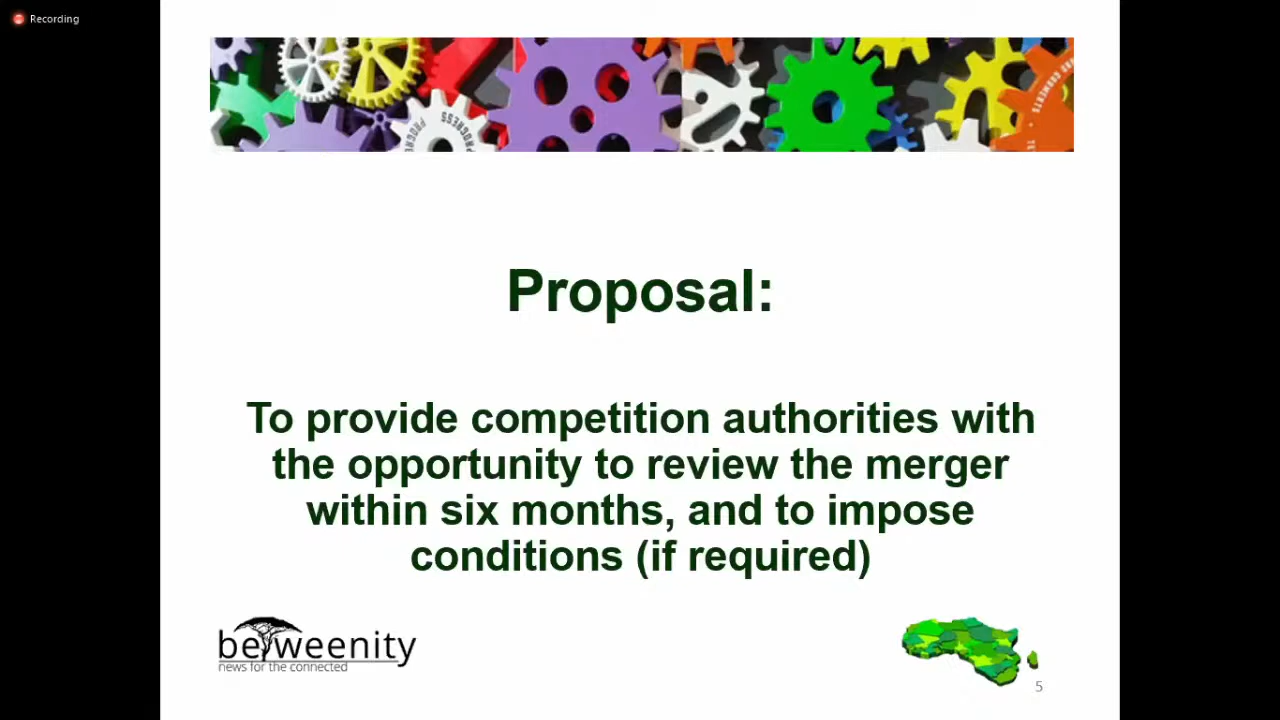 Recording
PROGRESS
Proposal:
To provide competition authorities with
the opportunity to review the merger
within six months, and to impose
conditions (if required)
betweenity
news for the connected
5